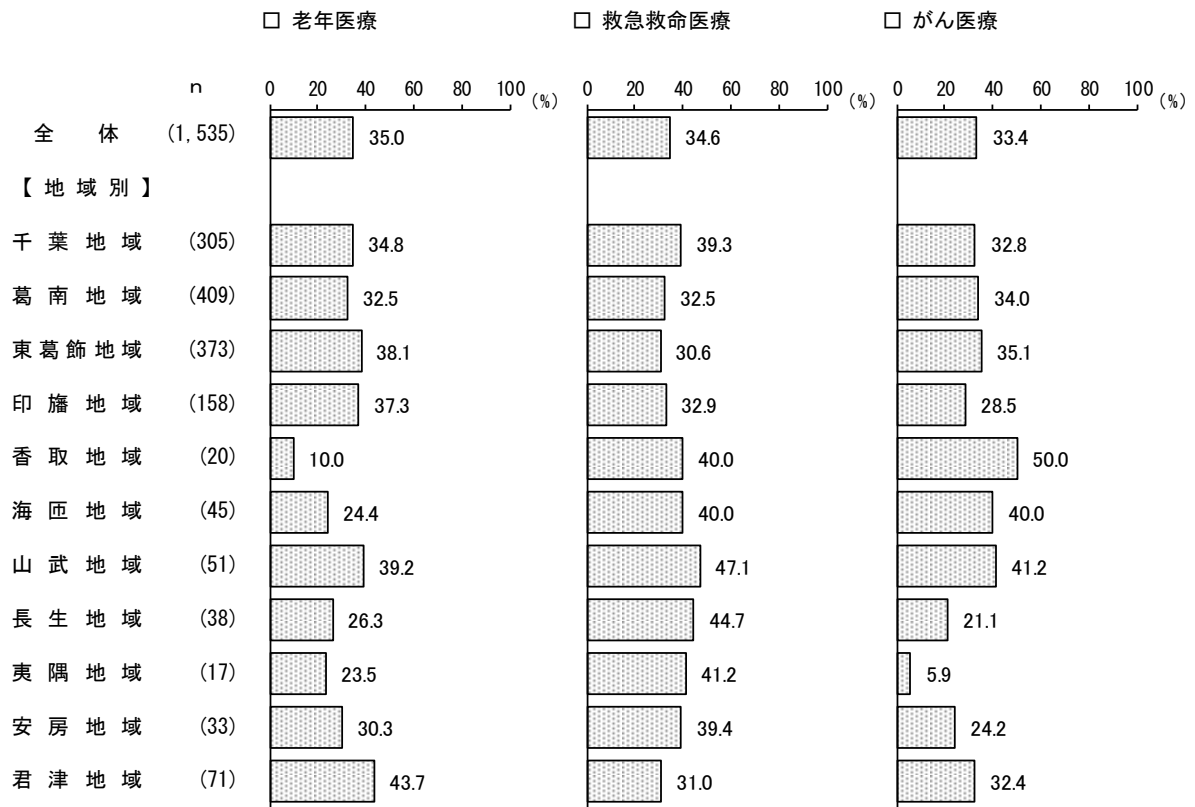 □ 老年医療 □ 救急救命医療 □ がん医療
n 0 20 40 60 80 100 (%) 0 20 40 60 80 100 (%) 0 20 40 60 80 100 (%)
全体 (1,535) 35.0 34.6 33.4
【地域別】
千葉地域 (305) 34.8 39.3 32.8
葛南地域 (409) 32.5 32.5 34.0
東葛飾地域 (373) 38.1 30.6 35.1
印旛地域 (158) 37.3 32.9 28.5
香取地域 (20) 10.0 40.0 50.0
海匝地域 (45) 24.4 40.0 40.0
山武地域 (51) 39.2 47.1 41.2
長生地域 (38) 26.3 44.7 21.1
夷隅地域 (17) 23.5 41.2 5.9
安房地域 (33) 30.3 39.4 24.2
君津地域 (71) 43.7 31.0 32.4